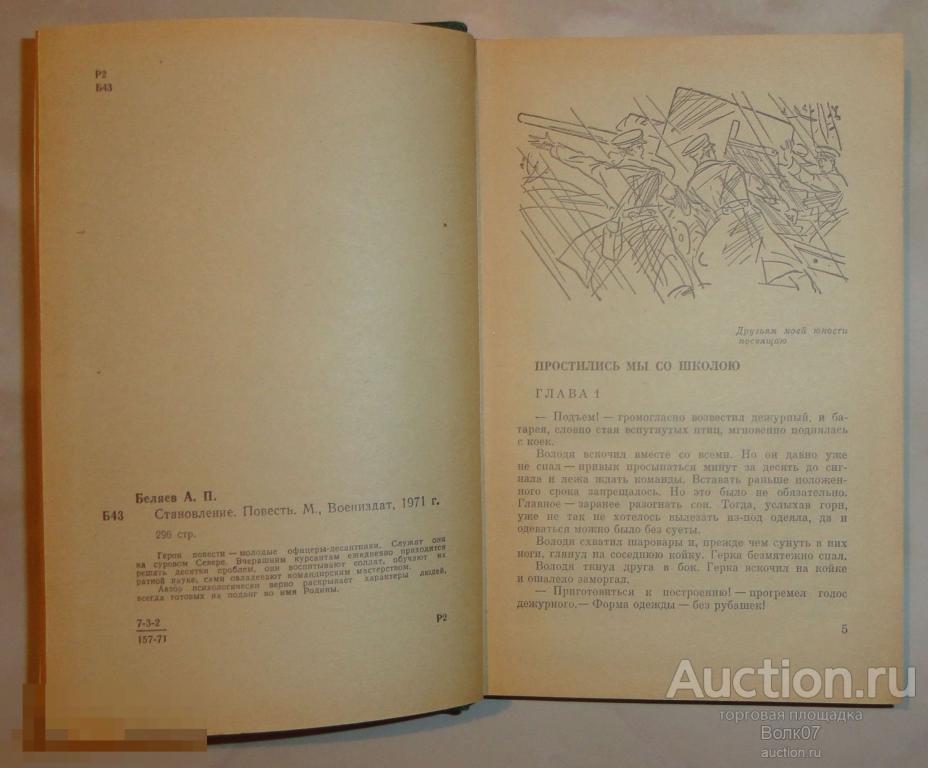 Р2
Б43
Беляев А. П.
Б43 Становление. Повесть. М., Воениздат, 1971 г.
296 стр.
Герои повести — молодые офицеры-десантники. Служат они
на суровом Севере. Вчерашним курсантам ежедневно приходится
решать десятки проблем, они воспитывают солдат, обучают их
ратной науке, сами овладевают командирским мастерством.
Автор психологически верно раскрывает характеры людей,
всегда готовых на подвиг во имя Родины.
7-3-2
157-71
Р2
Друзьям моей юности
посвящаю
ПРОСТИЛИСЬ МЫ СО ШКОЛОЮ
ГЛАВА 1
— Подъем! — громогласно возвестил дежурный, и ба-
тарея, словно стая вспугнутых птиц, мгновенно поднялась
с коек.
Володя вскочил вместе со всеми. Но он давно уже
не спал — привык просыпаться минут за десять до сиг-
нала и лежа ждать команды. Вставать раньше положен-
ного срока запрещалось. Но это было не обязательно.
Главное — заранее разогнать сон. Тогда, услыхав горн,
уже не так не хотелось вылезать из-под одеяла, да и
одеваться можно было без суеты.
Володя схватил шаровары и, прежде чем сунуть в них
ноги, глянул на соседнюю койку. Герка безмятежно спал.
Володя ткнул друга в бок. Герка вскочил на койке
и ошалело заморгал.
— Приготовиться к построению! — прогремел голос
дежурного.— Форма одежды — без рубашек!
5
Auction.ru
торговая площадка
Волк07
auction.ru